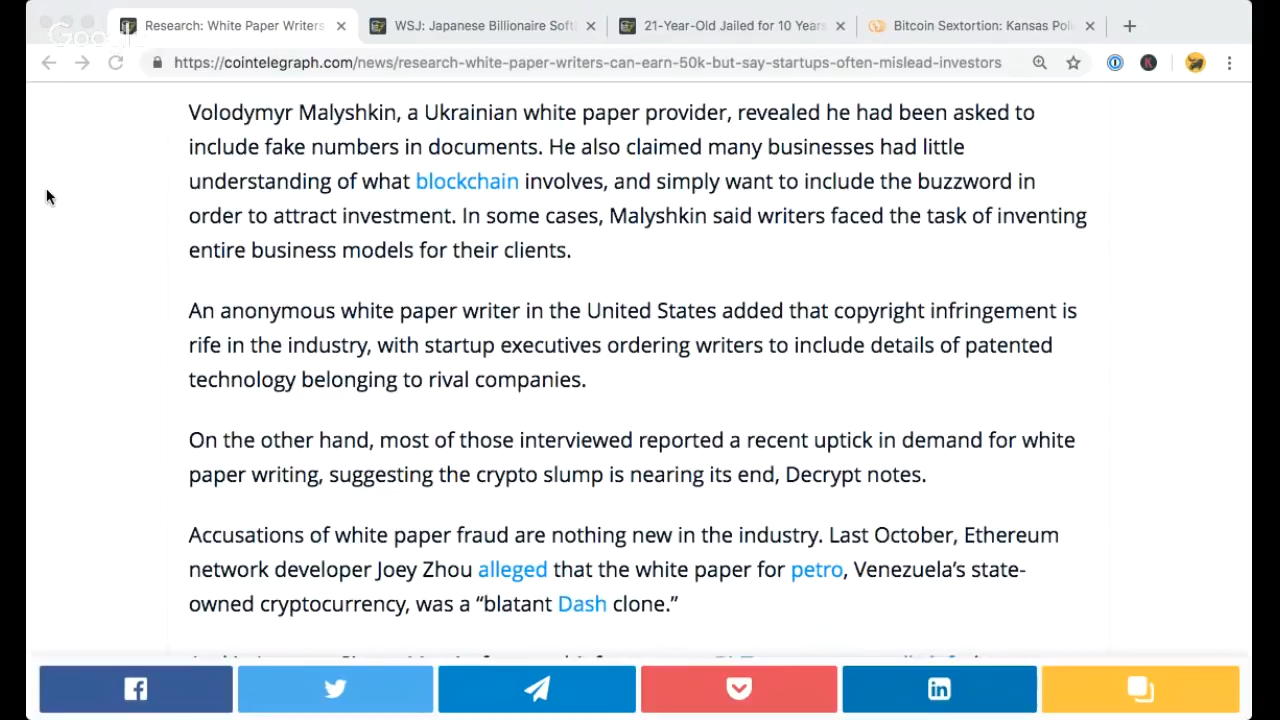 Research: White Paper Writers
WSJ: Japanese Billionaire Soft
21-Year-Old Jailed for 10 Years
Bitcoin Sextortion: Kansas Poli
Google
https://cointelegraph.com/news/research-white-paper-writers-can-earn-50k-but-say-startups-often-mislead-investors
Volodymyr Malyshkin, a Ukrainian white paper provider, revealed he had been asked to
include fake numbers in documents. He also claimed many businesses had little
understanding of what blockchain involves, and simply want to include the buzzword in
order to attract investment. In some cases, Malyshkin said writers faced the task of inventing
entire business models for their clients.
An anonymous white paper writer in the United States added that copyright infringement is
rife in the industry, with startup executives ordering writers to include details of patented
technology belonging to rival companies.
On the other hand, most of those interviewed reported a recent uptick in demand for white
paper writing, suggesting the crypto slump is nearing its end, Decrypt notes.
Accusations of white paper fraud are nothing new in the industry. Last October, Ethereum
network developer Joey Zhou alleged that the white paper for petro, Venezuela’s state-
owned cryptocurrency, was a “blatant Dash clone.”